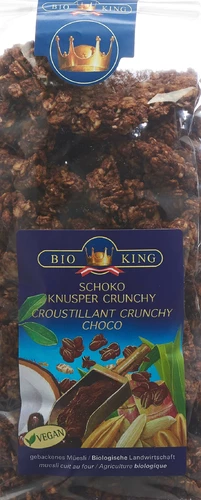 BIO KING
BIO KING
SCHOKO
KNUSPER CRUNCHY
CROUSTILLANT CRUNCHY
CHOCO
VEGAN
gebackenes Müesli / Biologische Landwirtschaft
muesli cuit au four / Agriculture biologique